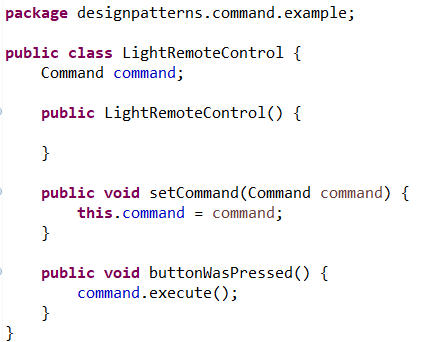 package designpatterns.command.example;
public class LightRemoteControl {
Command command;
public LightRemoteControl() {
}
public void setCommand(Command command) {
this.command = command;
}
public void buttonWasPressed() {
command.execute();
}
}